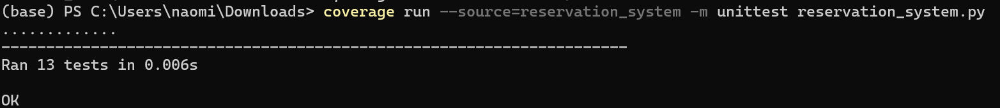 (base) PS C:\Users\naomi\Downloads> coverage run --source=reservation_system -m unittest reservation_system.py
.............
----------------------------------------------------------------------
Ran 13 tests in 0.006s
OK